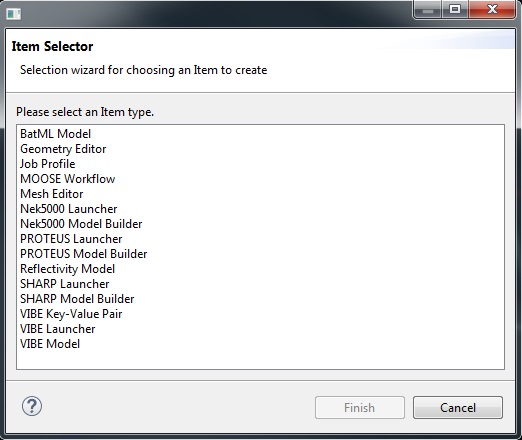 Item Selector
Selection wizard for choosing an Item to create
Please select an Item type.
BatML Model
Geometry Editor
Job Profile
MOOSE Workflow
Mesh Editor
Nek5000 Launcher
Nek5000 Model Builder
PROTEUS Launcher
PROTEUS Model Builder
Reflectivity Model
SHARP Launcher
SHARP Model Builder
VIBE Key-Value Pair
VIBE Launcher
VIBE Model
Finish
Cancel